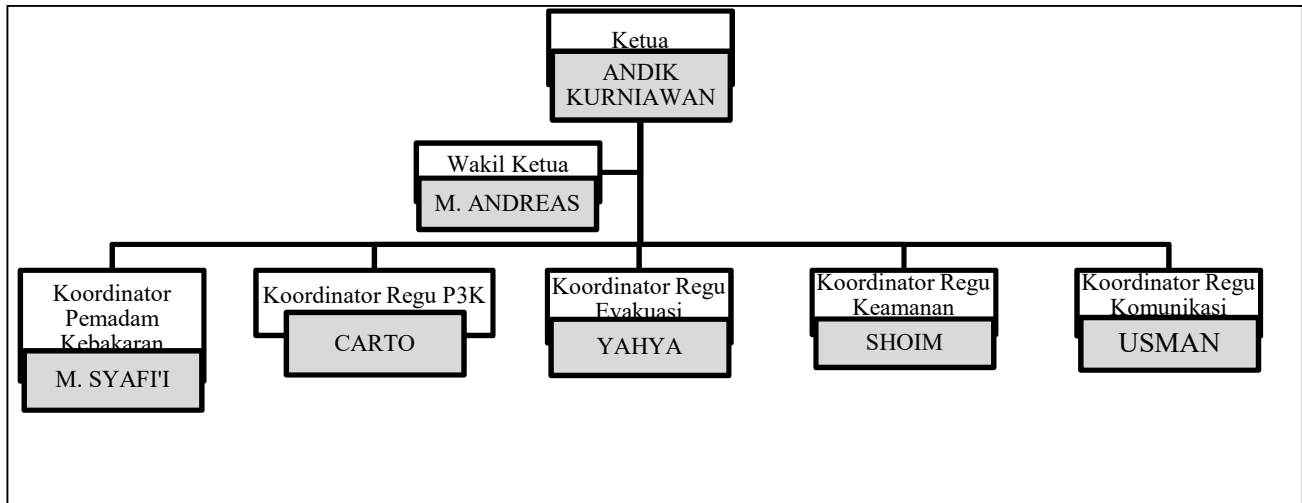 Ketua
ANDIK
KURNIAWAN
Wakil Ketua
M. ANDREAS
Koordinator
Pemadam
Kebakaran
M. SYAFI'I
Koordinator Regu P3K
CARTO
Koordinator Regu
Evakuasi
YAHYA
Koordinator Regu
Keamanan
SHOIM
Koordinator Regu
Komunikasi
USMAN